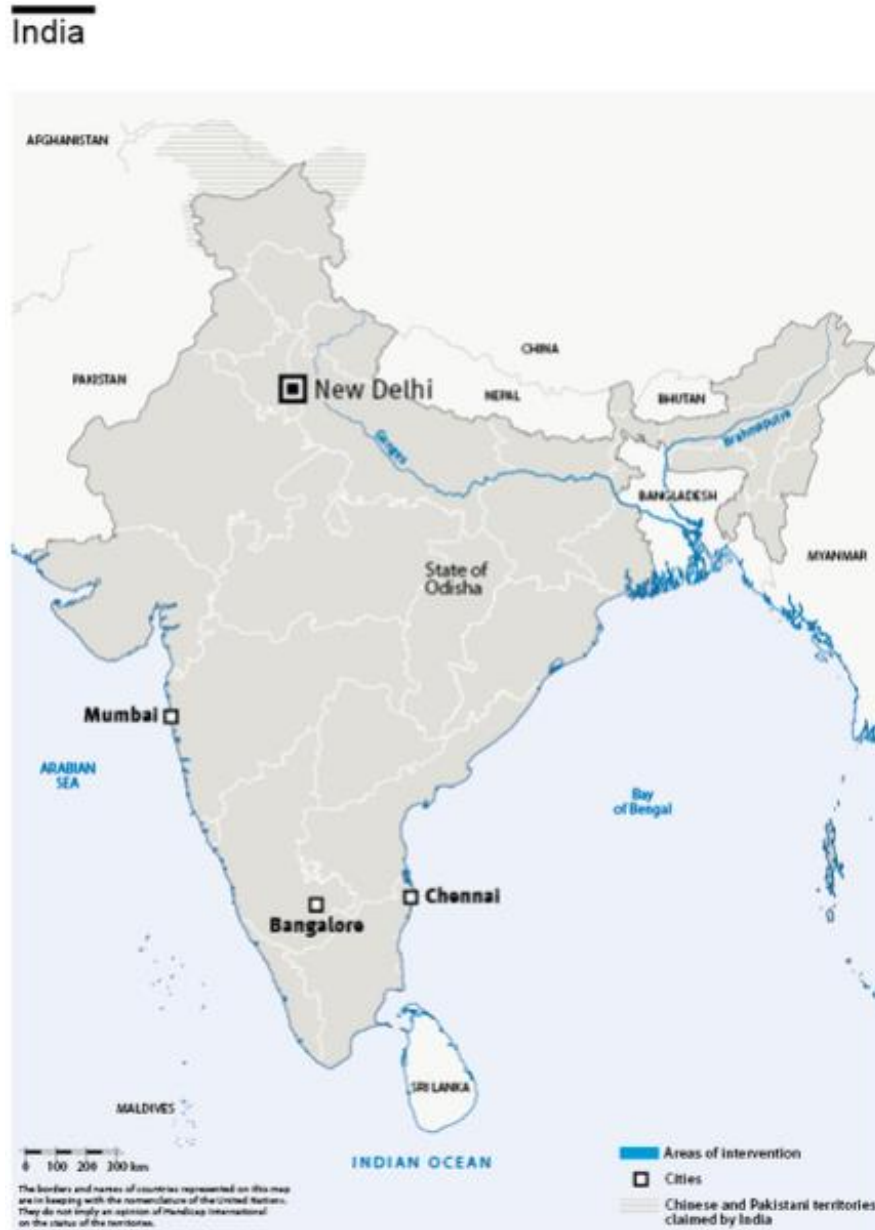 India
AFGHANISTAN
PAKISTAN
New Delhi
CHINA
NEPAL
BHUTAN
Brahmaputra
Ganges
BANGLADESH
MYANMAR
State of
Odisha
Mumbai
ARABIAN
SEA
Bay
of Bengal
Chennai
Bangalore
SRI LANKA
MALDIVES
INDIAN OCEAN
0 100 200 300 km
The borders and names of countries represented on this map
are in keeping with the nomenclature of the United Nations.
They do not imply an opinion of Handicap International
on the status of the territories.
Areas of intervention
Cities
Chinese and Pakistani territories
claimed by India